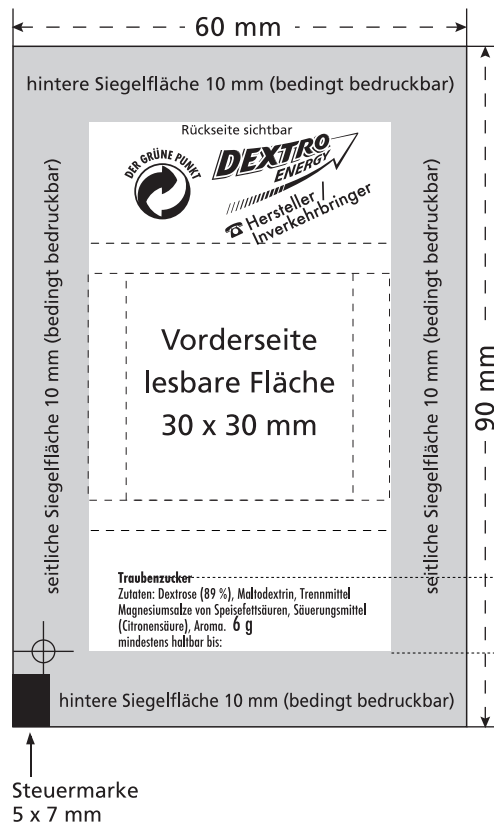 60 mm
hintere Siegelfläche 10 mm (bedingt bedruckbar)
Rückseite sichtbar
DER GRÜNE PUNKT
DEXTRO
ENERGY
Hersteller /
Inverkehrbringer
seitliche Siegelfläche 10 mm (bedingt bedruckbar)
Vorderseite
lesbare Fläche
30 x 30 mm
seitliche Siegelfläche 10 mm (bedingt bedruckbar)
90 mm
Traubenzucker
Zutaten: Dextrose (89 %), Maltodextrin, Trennmittel
Magnesiumsalze von Speisefettsäuren, Säuerungsmittel
(Citronensäure), Aroma. 6 g
mindestens haltbar bis:
hintere Siegelfläche 10 mm (bedingt bedruckbar)
Steuermarke
5 x 7 mm